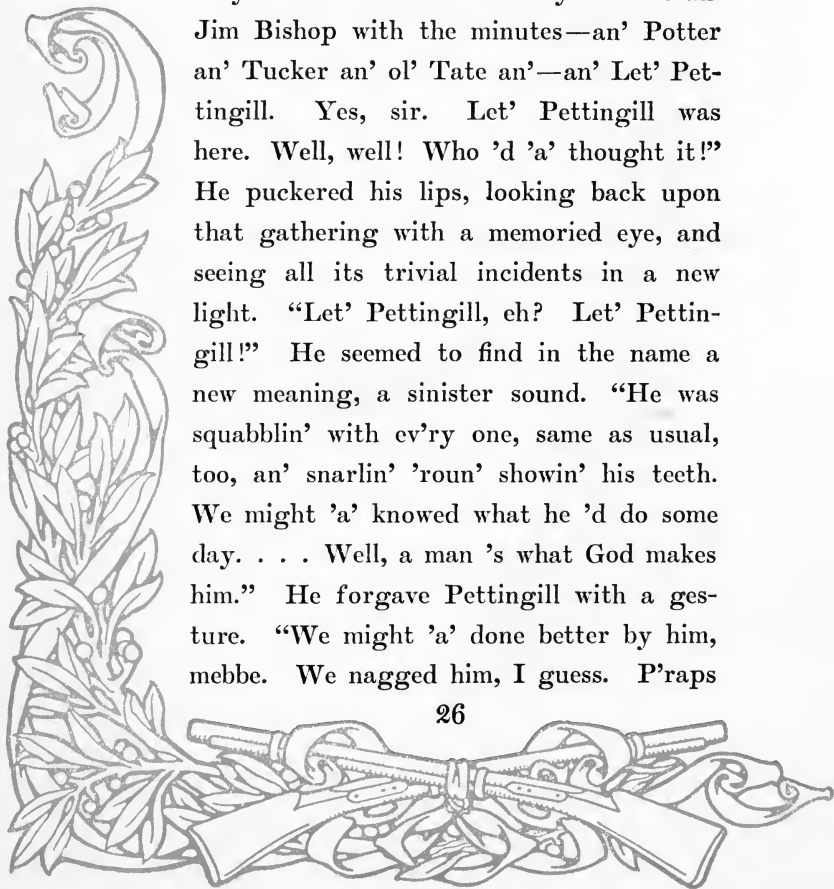 Jim Bishop with the minutes—an' Potter
an' Tucker an' ol' Tate an'—an' Let' Pet-
tingill. Yes, sir. Let' Pettingill was
here. Well, well! Who 'd 'a' thought it!”
He puckered his lips, looking back upon
that gathering with a memoried eye, and
seeing all its trivial incidents in a new
light. “Let' Pettingill, eh? Let' Pettin-
gill!” He seemed to find in the name a
new meaning, a sinister sound. “He was
squabblin' with ev'ry one, same as usual,
too, an' snarlin' 'roun' showin' his teeth.
We might 'a' knowed what he 'd do some
day. . . . Well, a man 's what God makes
him.” He forgave Pettingill with a ges-
ture. “We might 'a' done better by him,
mebbe. We nagged him, I guess. P'raps
26